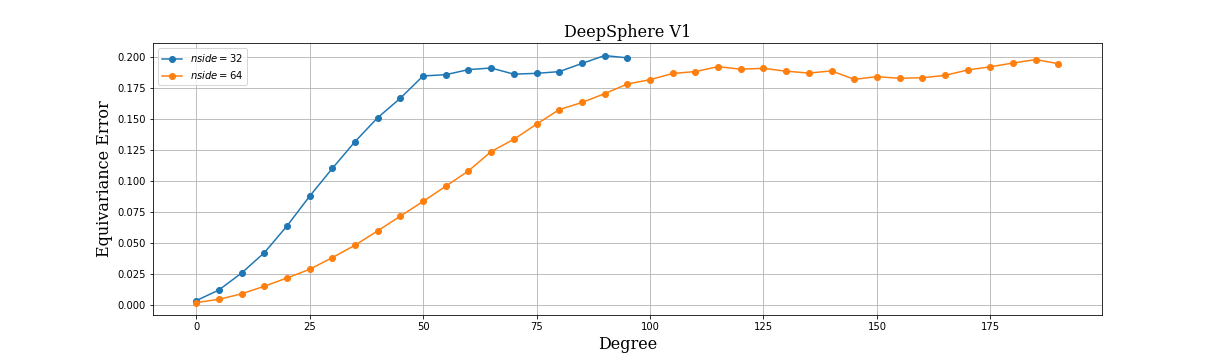 DeepSphere V1
nside = 32
nside = 64
Equivariance Error
0.200
0.175
0.150
0.125
0.100
0.075
0.050
0.025
0.000
0 25 50 75 100 125 150 175
Degree